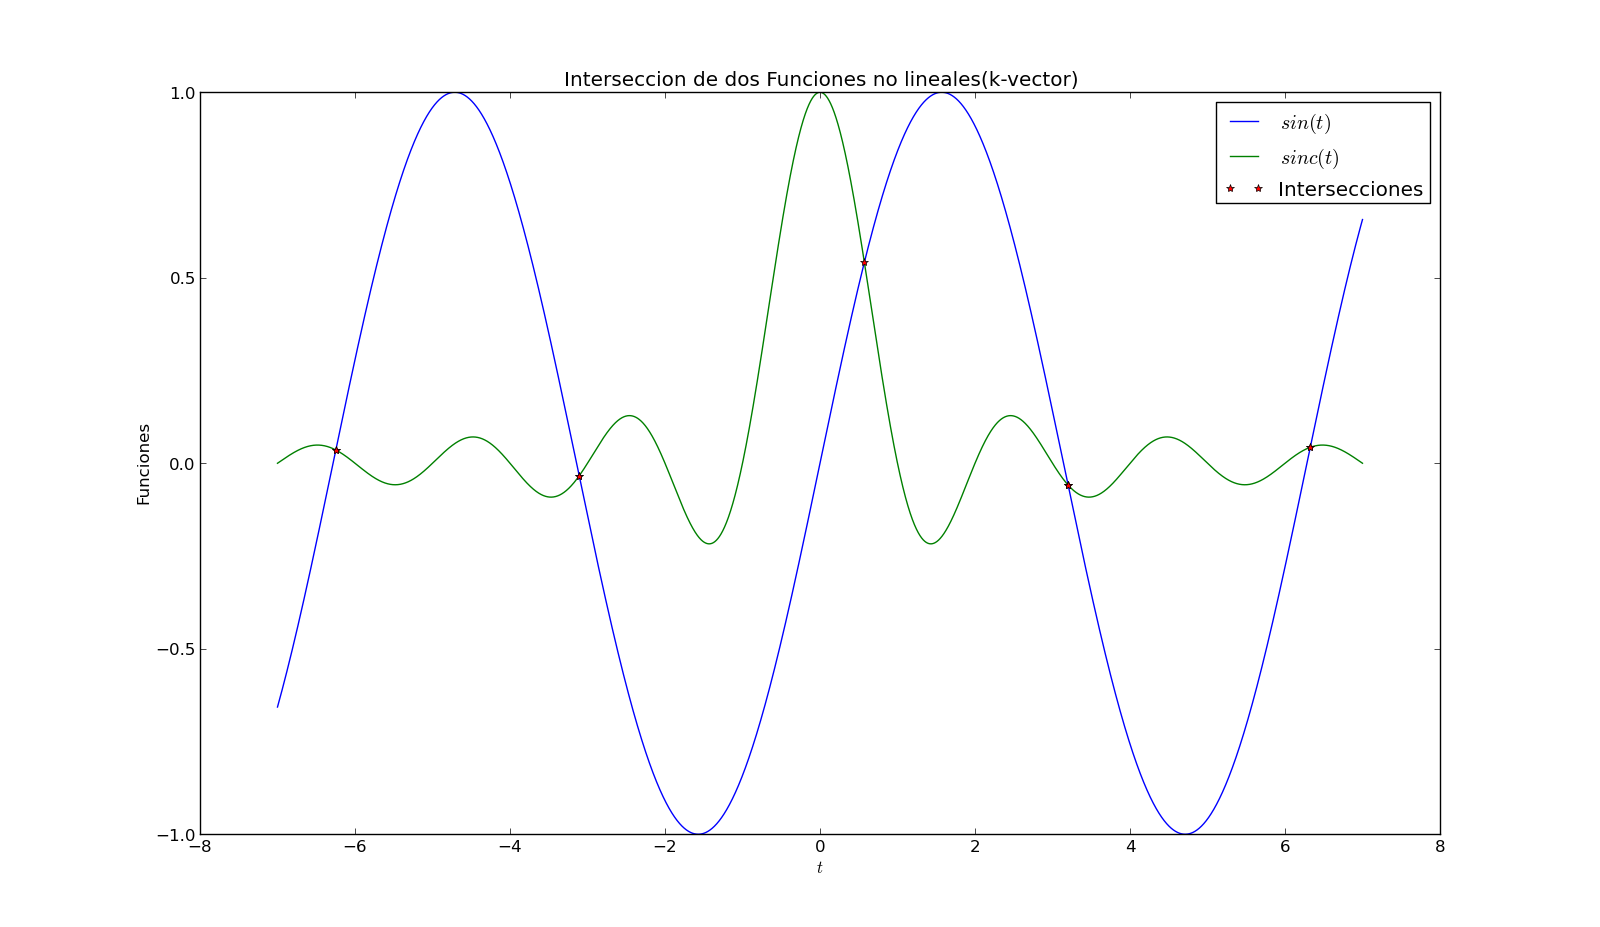 Interseccion de dos Funciones no lineales(k-vector)
1.0
0.5
0.0
−0.5
−1.0
Funciones
sin(t)
sinc(t)
Intersecciones
−8 −6 −4 −2 0 2 4 6 8
t